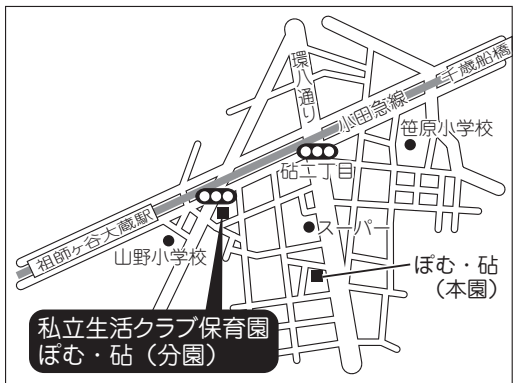 千歳船橋
環八通り
小田急線
笹原小学校
砧二丁目
祖師ヶ谷大蔵駅
山野小学校
スーパー
ぽむ・砧
（本園）
私立生活クラブ保育園
ぽむ・砧（分園）